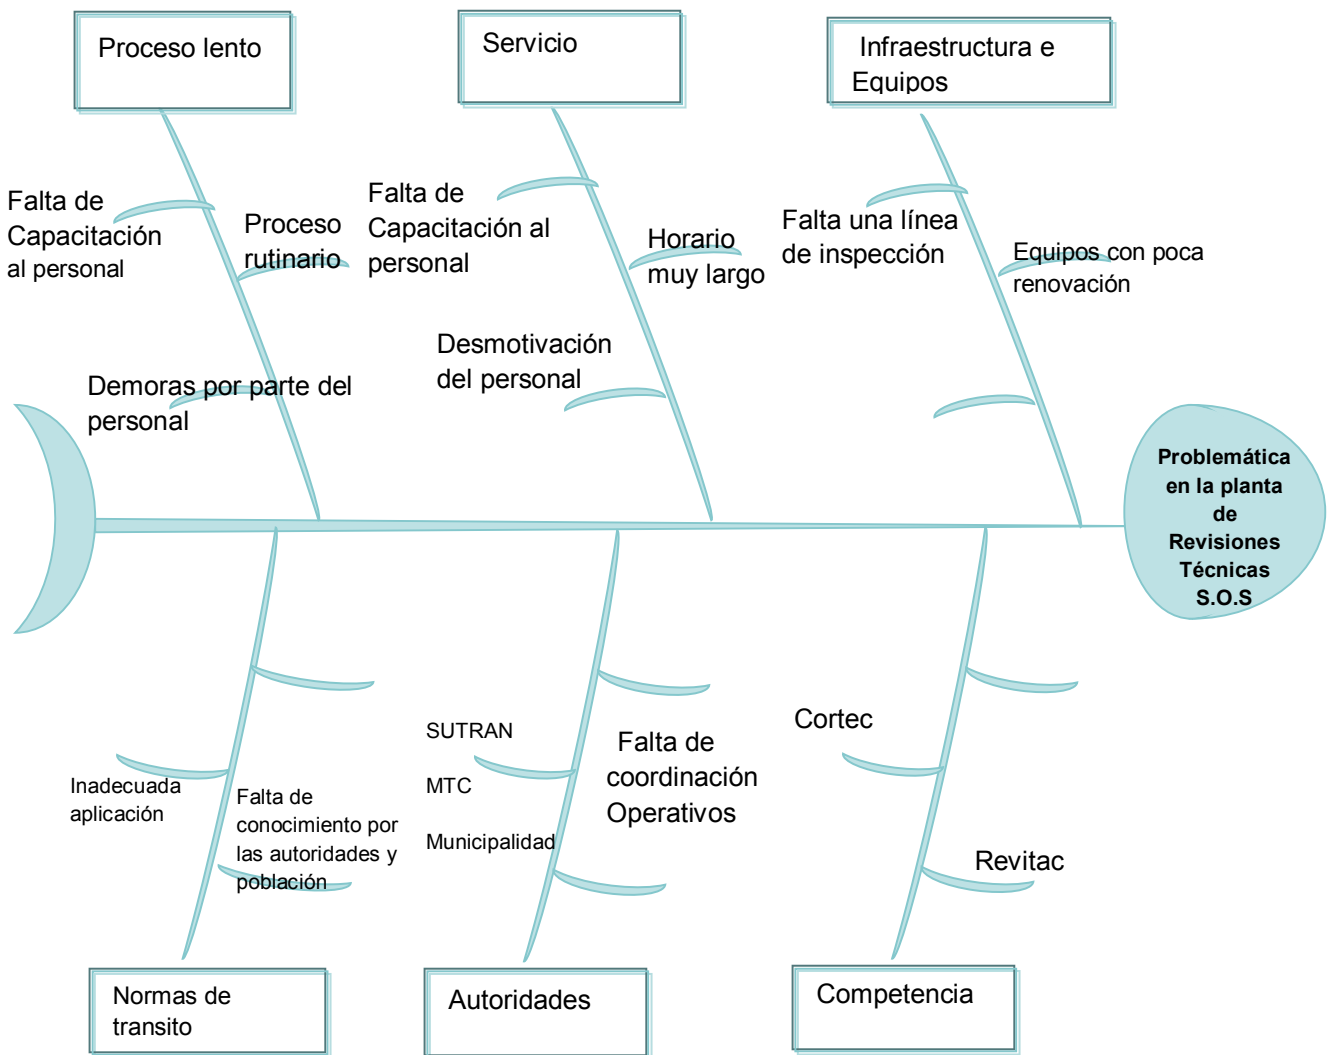 Proceso lento
Servicio
Infraestructura e
Equipos
Falta de
Capacitación
al personal
Proceso
rutinario
Falta de
Capacitación al
personal
Horario
muy largo
Falta una línea
de inspección
Equipos con poca
renovación
Demoras por parte del
personal
Desmotivación
del personal
Problemática
en la planta
de
Revisiones
Técnicas
S.O.S
Inadecuada
aplicación
Falta de
conocimiento por
las autoridades y
población
SUTRAN
MTC
Municipalidad
Falta de
coordinación
Operativos
Cortec
Revitac
Normas de
transito
Autoridades
Competencia